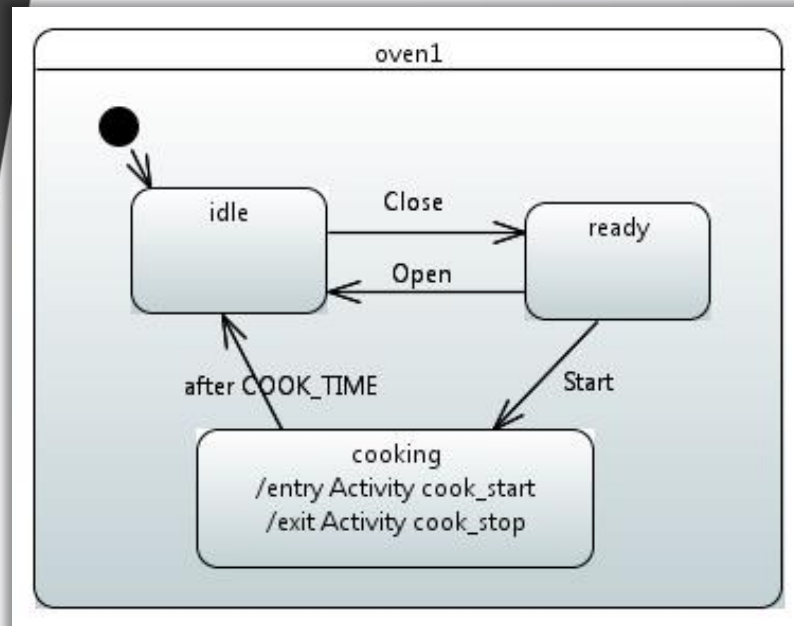 oven1
idle
Close
ready
Open
after COOK_TIME
Start
cooking
/entry Activity cook_start
/exit Activity cook_stop